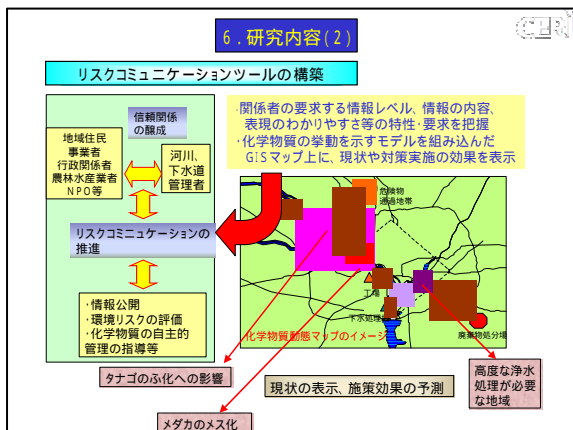 CERI
6．研究内容(2)
リスクコミュニケーションツールの構築
信頼関係
の醸成
地域住民
事業者
行政関係者
農林水産業者
NPO等
河川、
下水道
管理者
リスクコミニュケーションの
推進
・情報公開
・環境リスクの評価
・化学物質の自主的
管理の指導等
・関係者の要求する情報レベル、情報の内容、
表現のわかりやすさ等の特性・要求を把握
・化学物質の挙動を示すモデルを組み込んだ
GISマップ上に、現状や対策実施の効果を表示
危険物
通過地帯
工場
下水処理
廃棄物処分場
化学物質動態マップのイメージ
タナゴのふ化への影響
メダカのメス化
現状の表示、施策効果の予測
高度な浄水
処理が必要
な地域